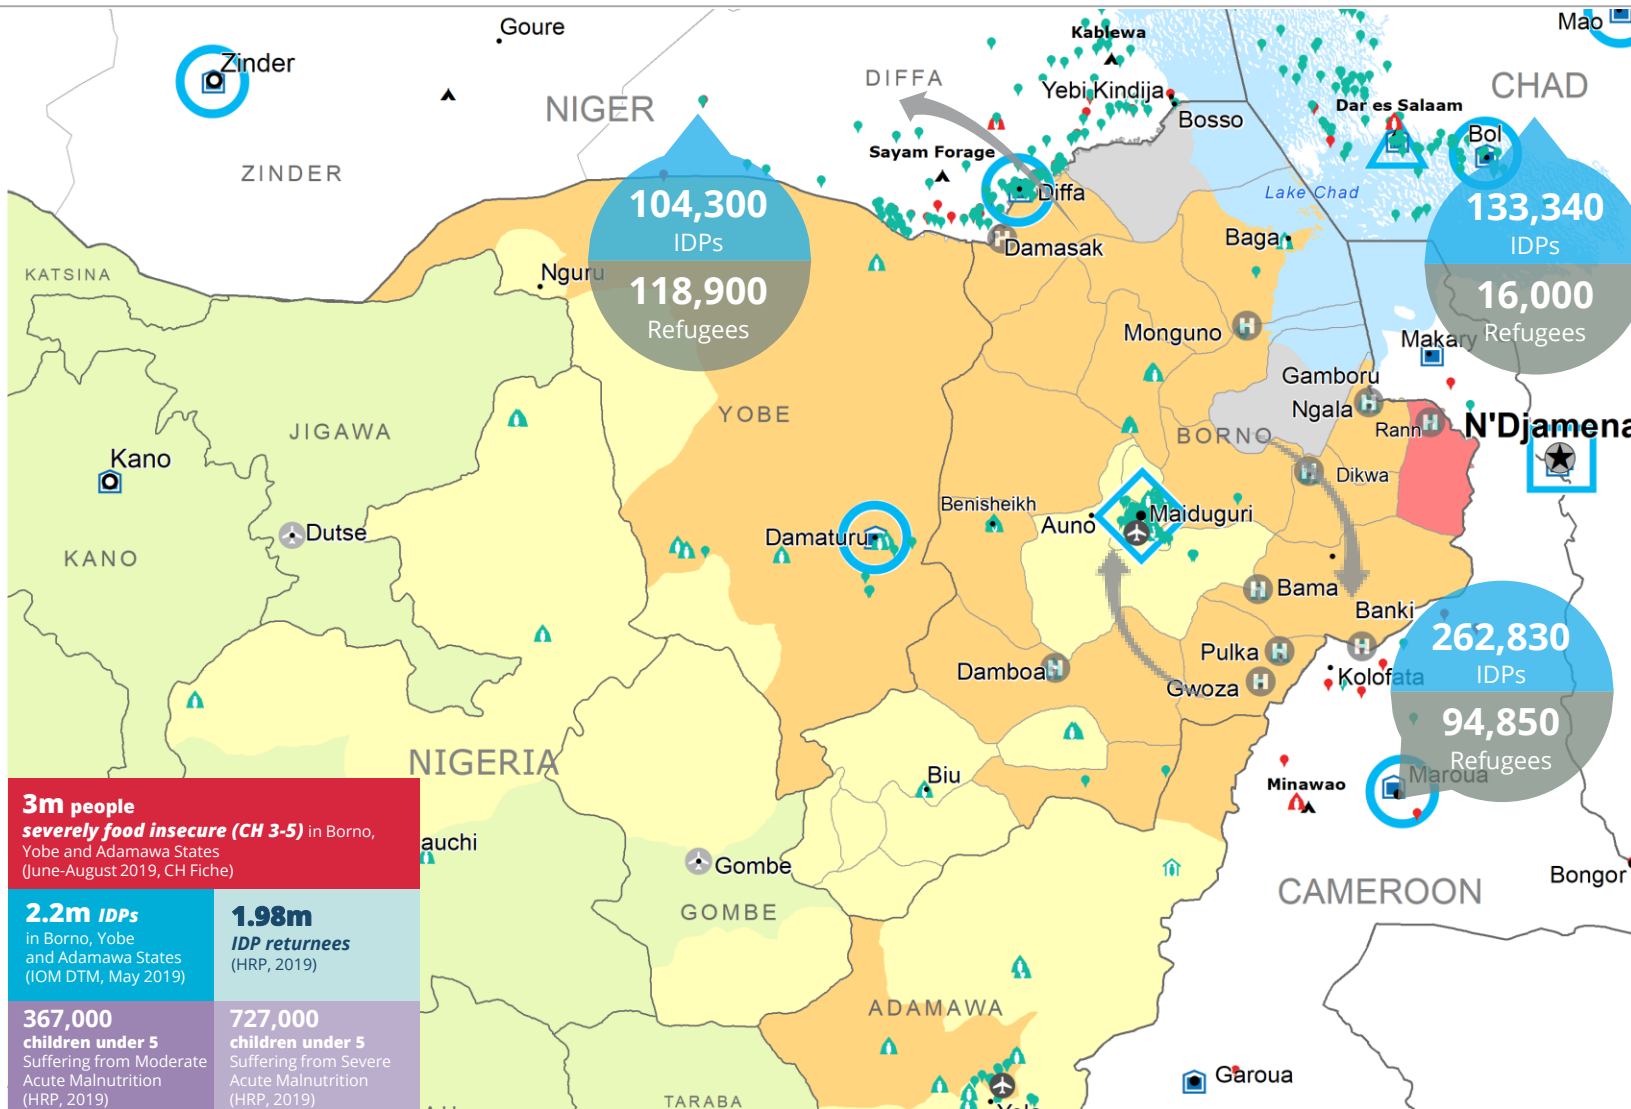 Goure
Kablewa
Mao
Zinder
DIFFA
CHAD
NIGER
Yebi Kindija
Dar es Salaam
Bosso
Bol
Sayam Forage
ZINDER
Diffa
Lake Chad
104,300
IDPs
118,900
Refugees
133,340
IDPs
16,000
Refugees
Damasak
Baga
KATSINA
Nguru
Monguno
Makary
Gamboru
Ngala
Rann
N'Djamena
YOBE
BORNO
JIGAWA
Kano
Dikwa
Benisheikh
Auno
Maiduguri
Dutse
Damaturu
KANO
Bama
Banki
262,830
IDPs
94,850
Refugees
Pulka
Damboa
Gwoza
Kolofata
NIGERIA
Biu
Minawao
Maroua
3m people
severely food insecure (CH 3-5) in Borno,
Yobe and Adamawa States
(June-August 2019, CH Fiche)
auchi
Gombe
Bongor
CAMEROON
GOMBE
2.2m IDPs
in Borno, Yobe
and Adamawa States
(IOM DTM, May 2019)
1.98m
IDP returnees
(HRP, 2019)
ADAMAWA
367,000
children under 5
Suffering from Moderate
Acute Malnutrition
(HRP, 2019)
727,000
children under 5
Suffering from Severe
Acute Malnutrition
(HRP, 2019)
Garoua
TARABA